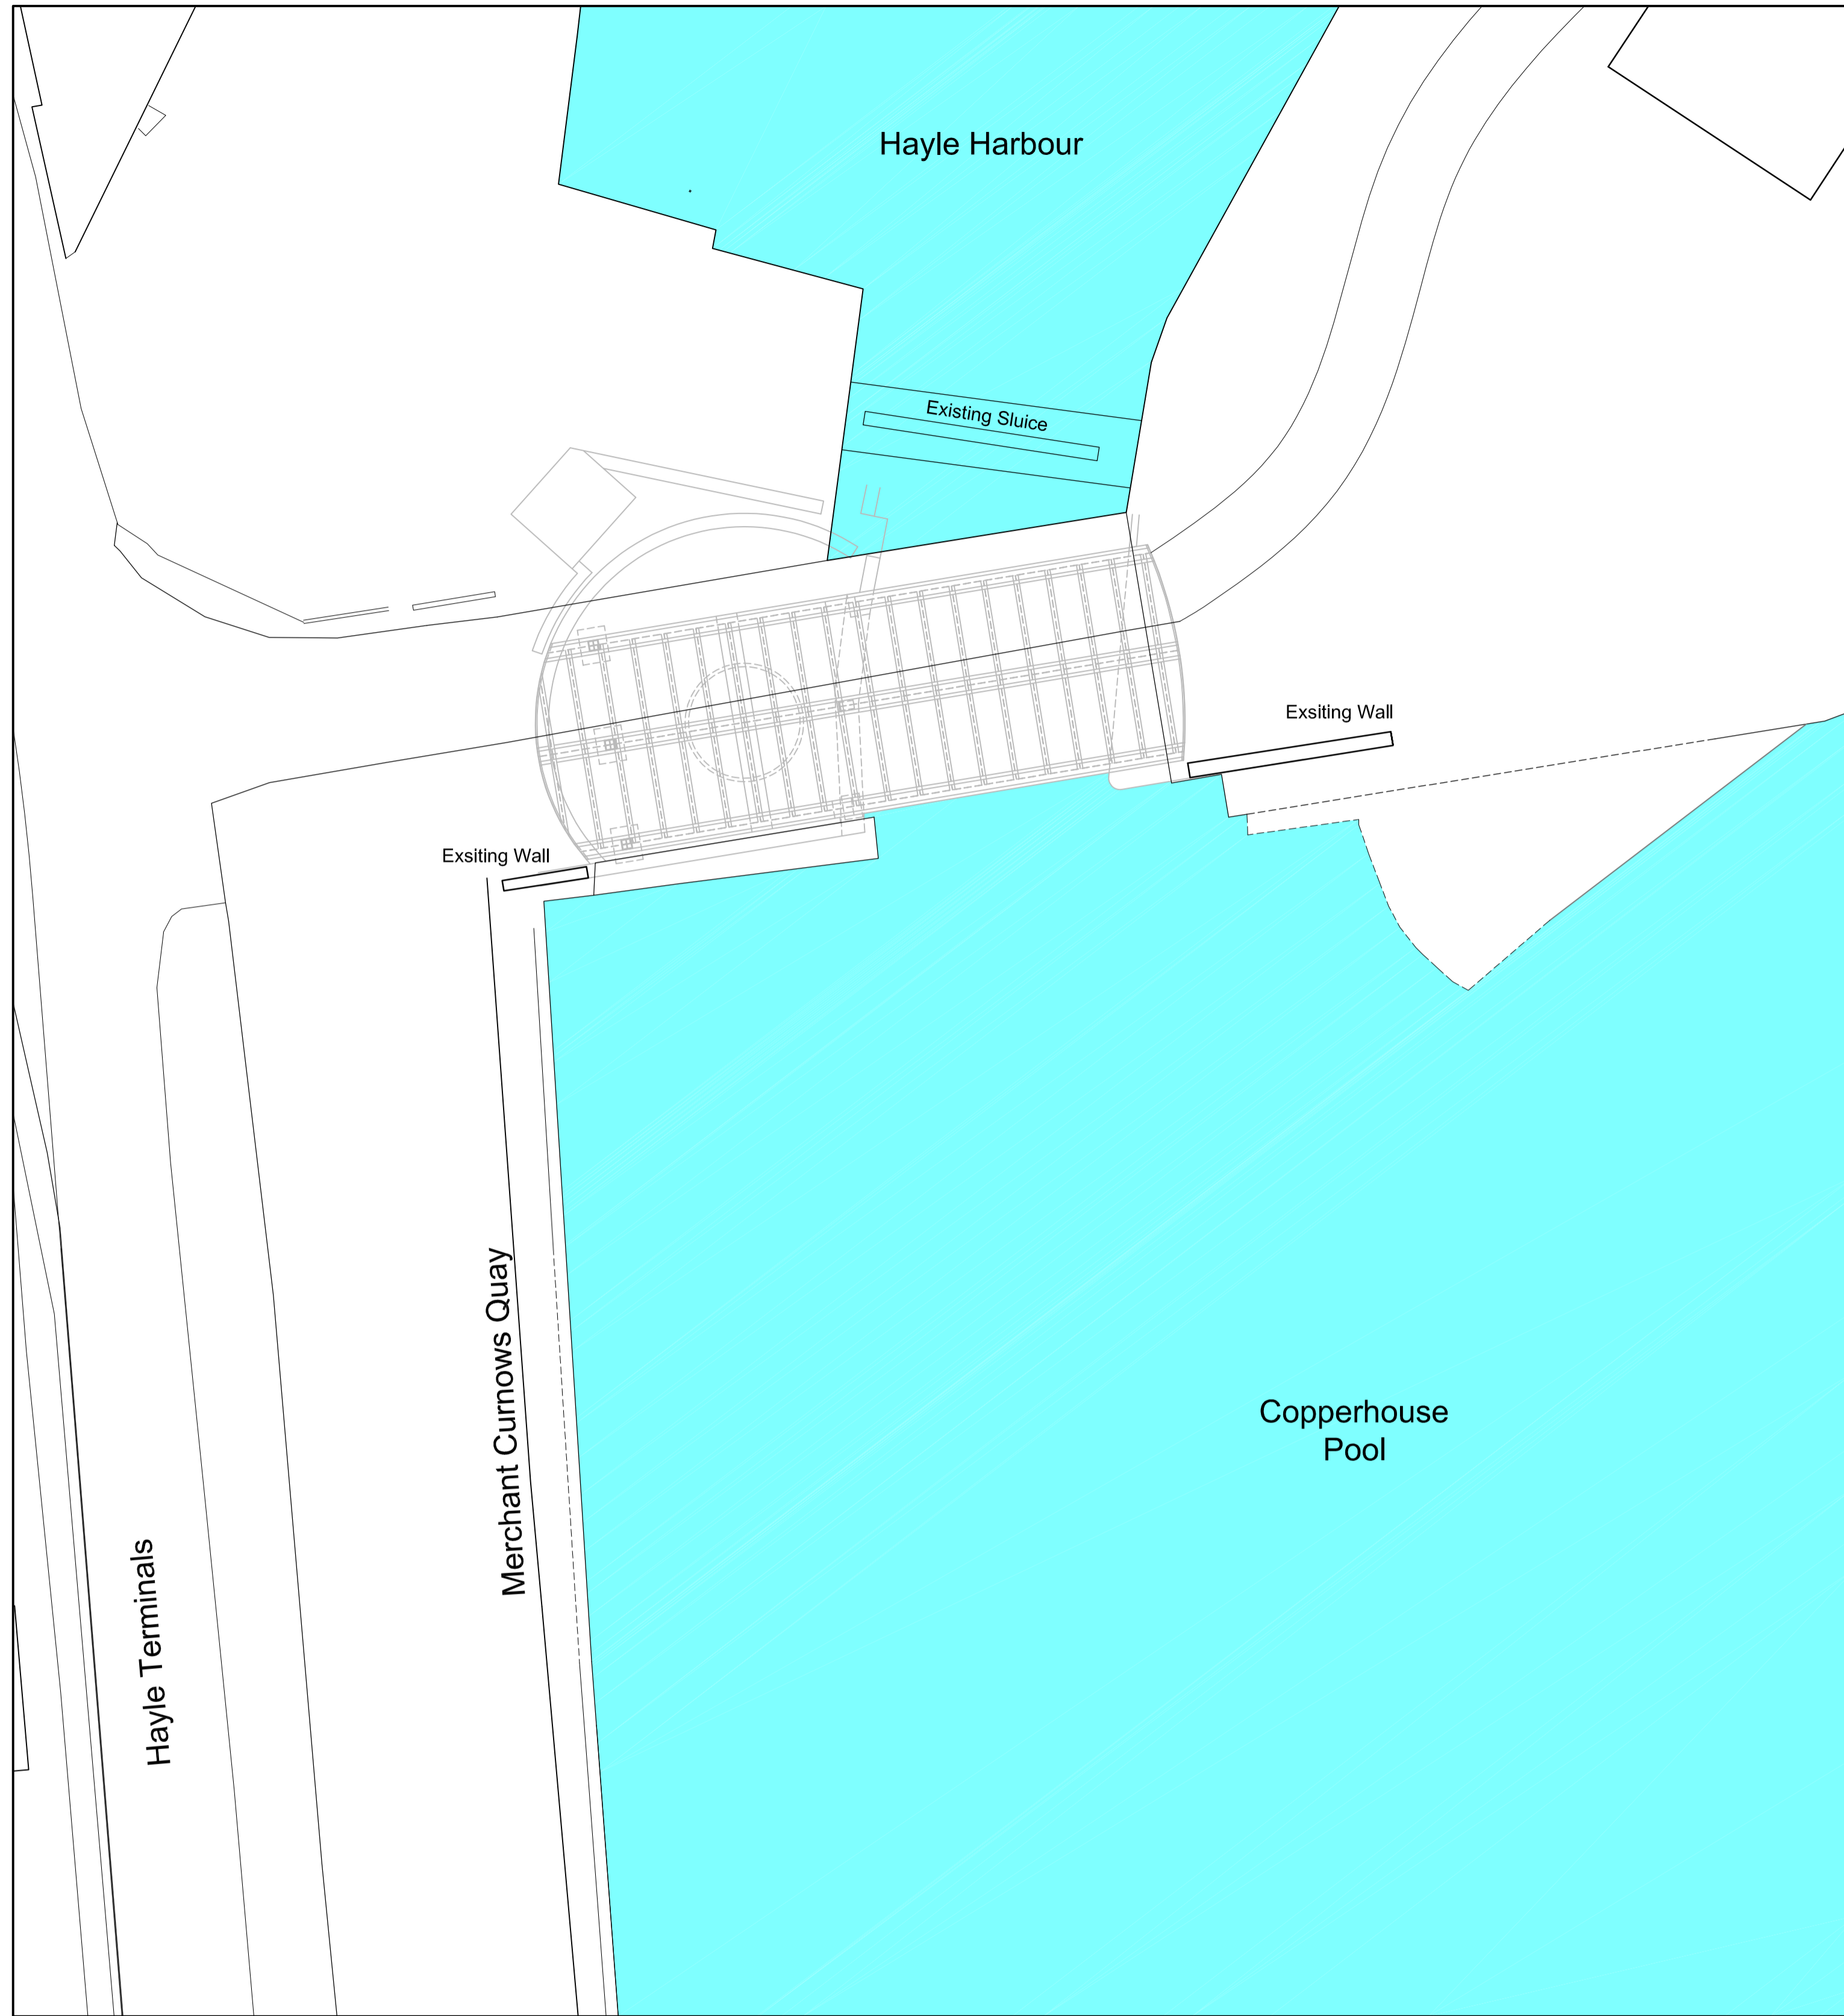 Hayle Harbour
Existing Sluice
Exsiting Wall
Exsiting Wall
Merchant Curnows Quay
Copperhouse
Pool
Hayle Terminals